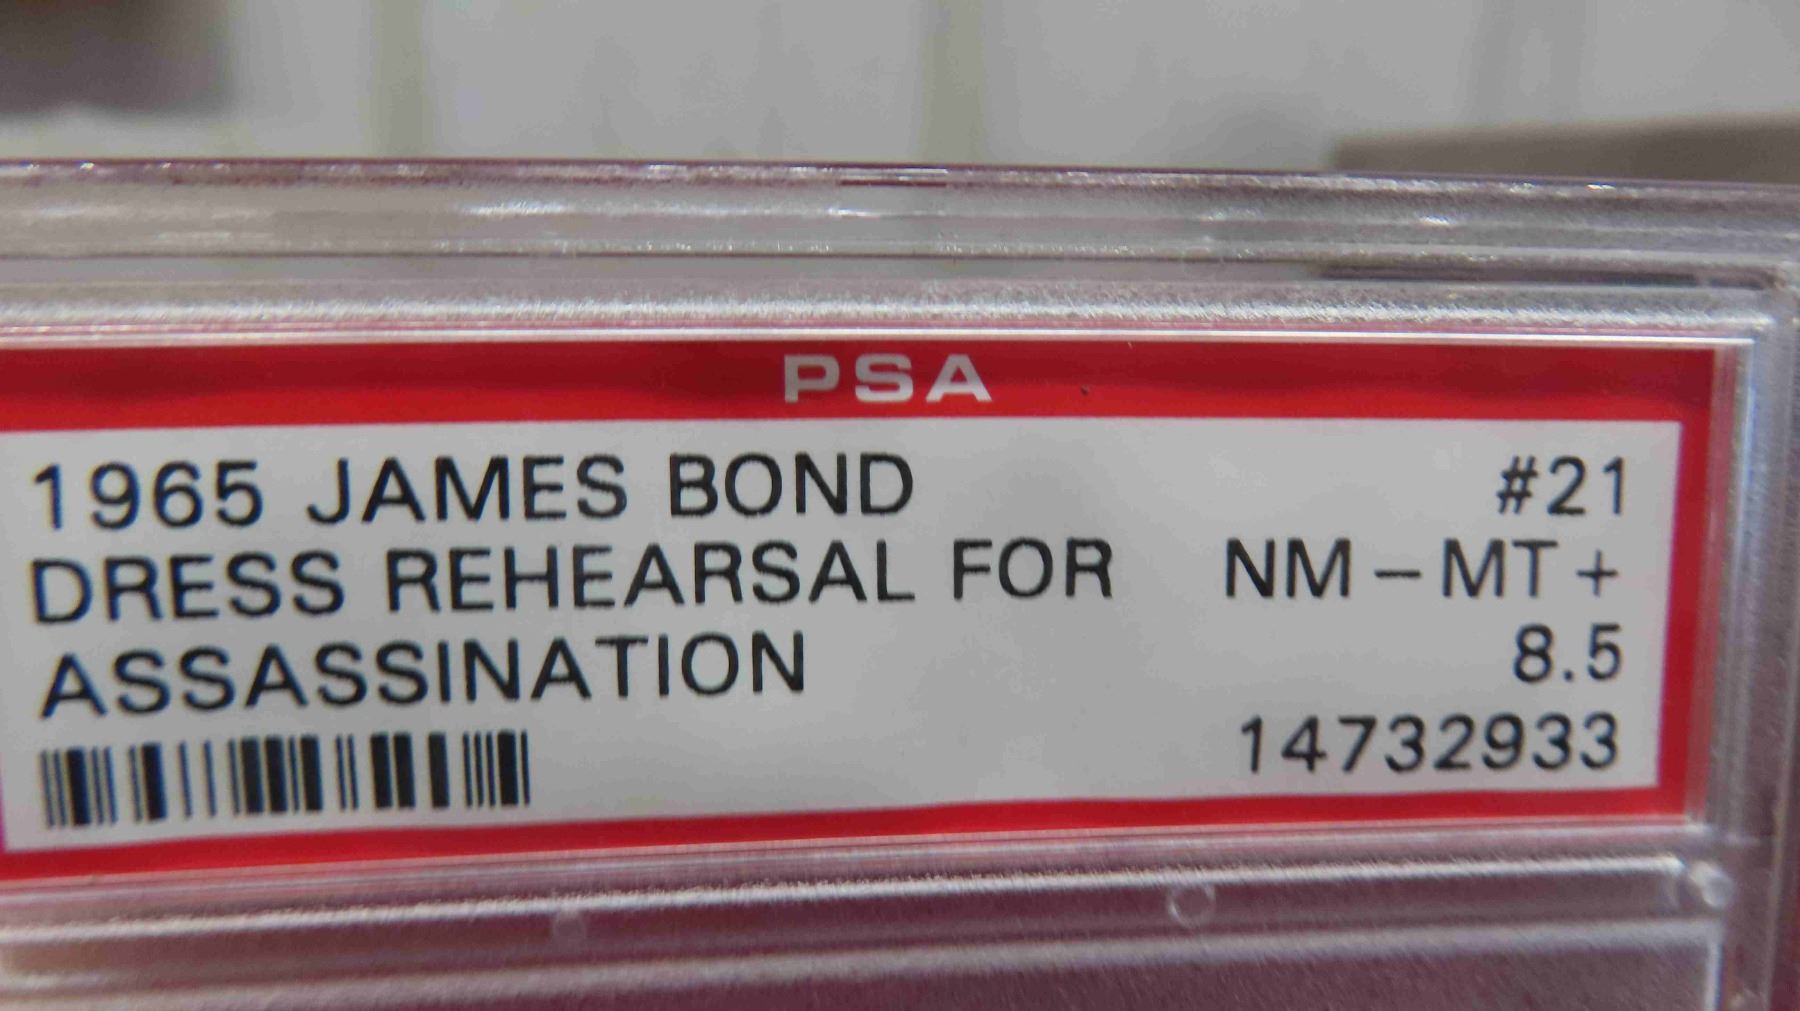 PSA
1965 JAMES BOND #21
DRESS REHEARSAL FOR NM - MT +
ASSASSINATION 8.5
14732933